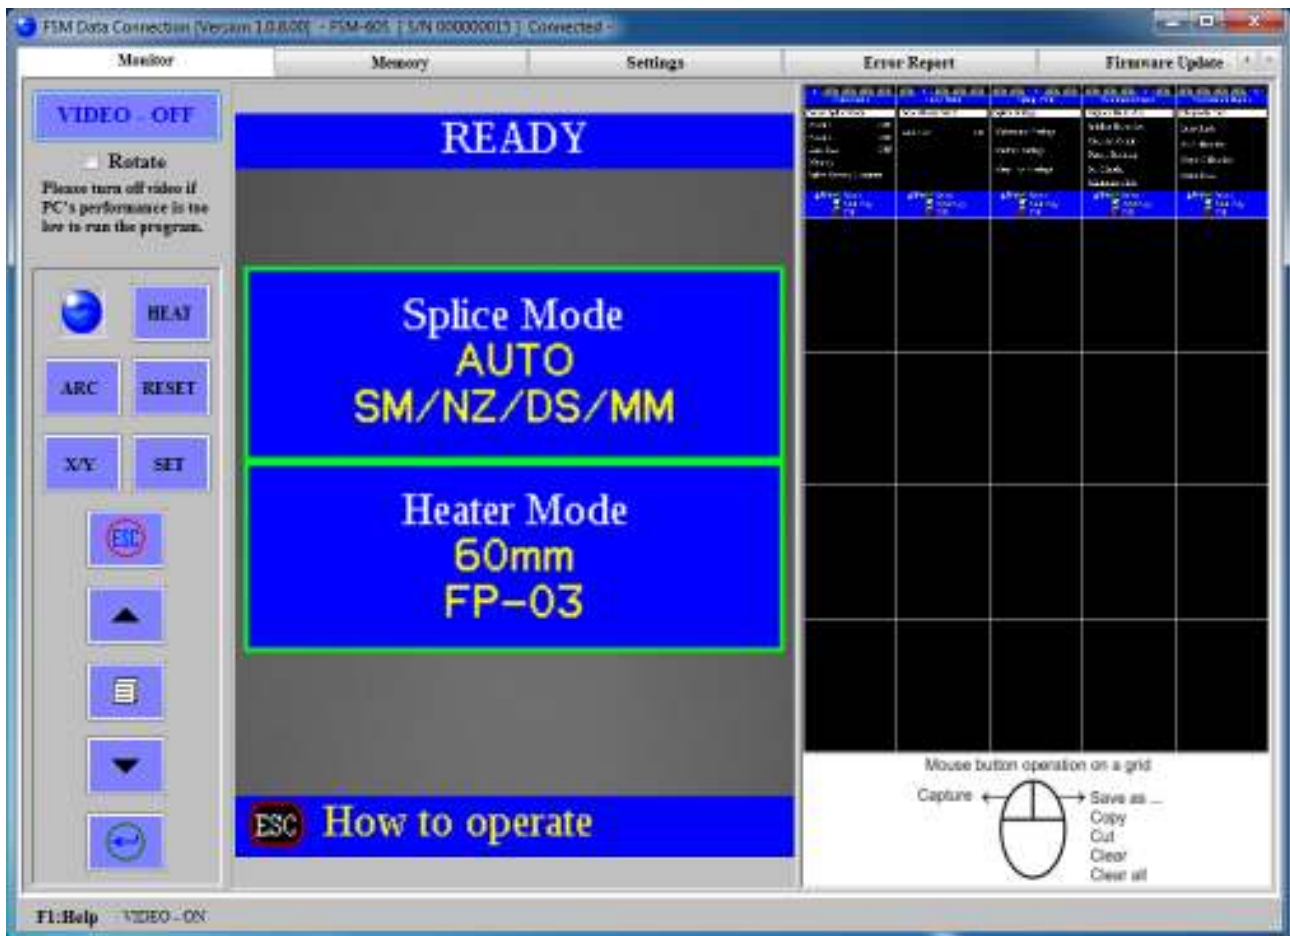 FSM Data Connection [Version 1.0.8.00] - FSM-60S [ S/N 000000015 ] Connected -
Monitor
Memory
Settings
Error Report
Firmware Update
VIDEO - OFF
Rotate
Please turn off video if
PC's performance is too
low to run the program.
HEAT
ARC
RESET
X/Y
SET
ESC
READY
Splice Mode
AUTO
SM/NZ/DS/MM
Heater Mode
60mm
FP-03
ESC How to operate
Mouse button operation on a grid
Capture
Save as ...
Copy
Cut
Clear
Clear all
F1:Help VIDEO - ON